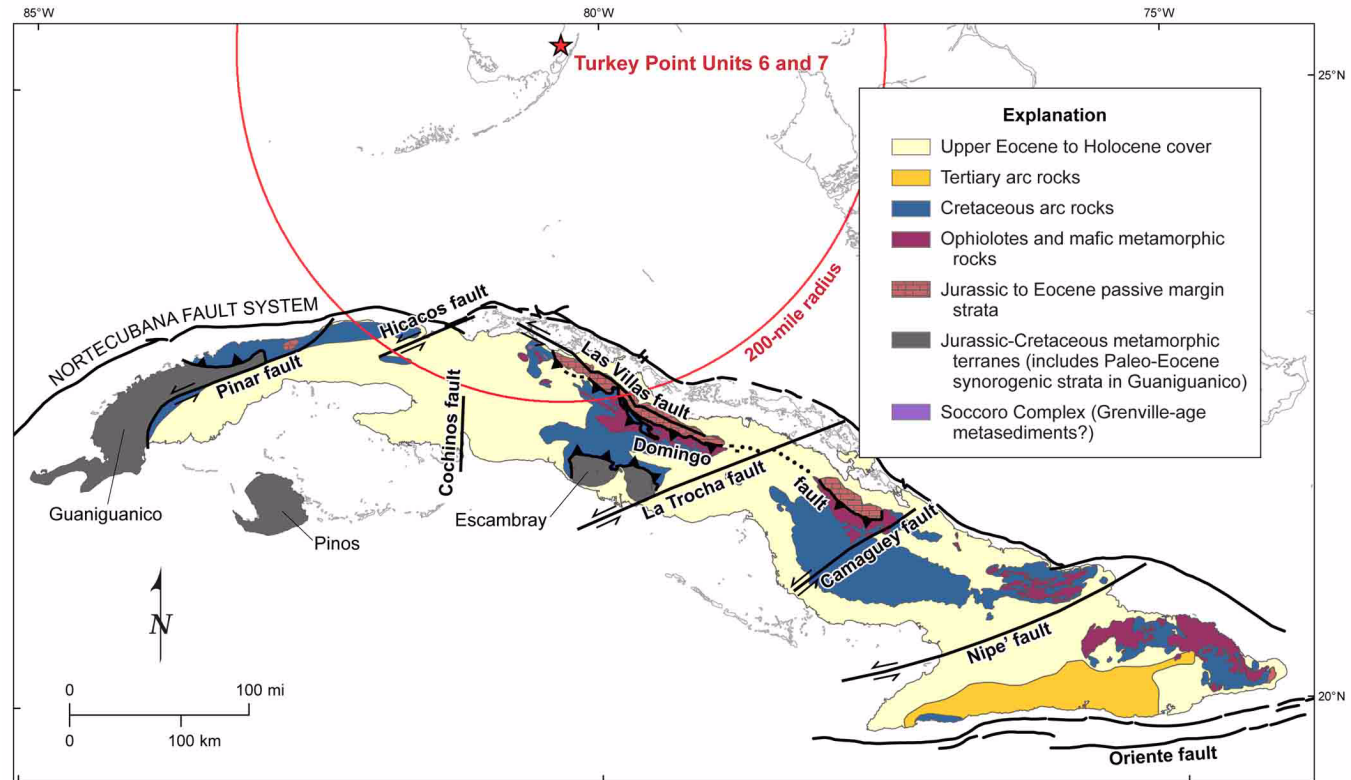 85°W
80°W
75°W
Turkey Point Units 6 and 7
25°N
Explanation
Upper Eocene to Holocene cover
Tertiary arc rocks
Cretaceous arc rocks
Ophiolotes and mafic metamorphic
rocks
Jurassic to Eocene passive margin
strata
Jurassic-Cretaceous metamorphic
terranes (includes Paleo-Eocene
synorogenic strata in Guaniguanico)
Soccoro Complex (Grenville-age
metasediments?)
200-mile radius
NORTECUBANA FAULT SYSTEM
Hicacos fault
Pinar fault
Las Villas fault
Cochinos fault
Domingo
fault
La Trocha fault
Guaniguanico
Pinos
Escambray
Camaguey fault
N
Nipe' fault
0 100 mi
0 100 km
20°N
Oriente fault